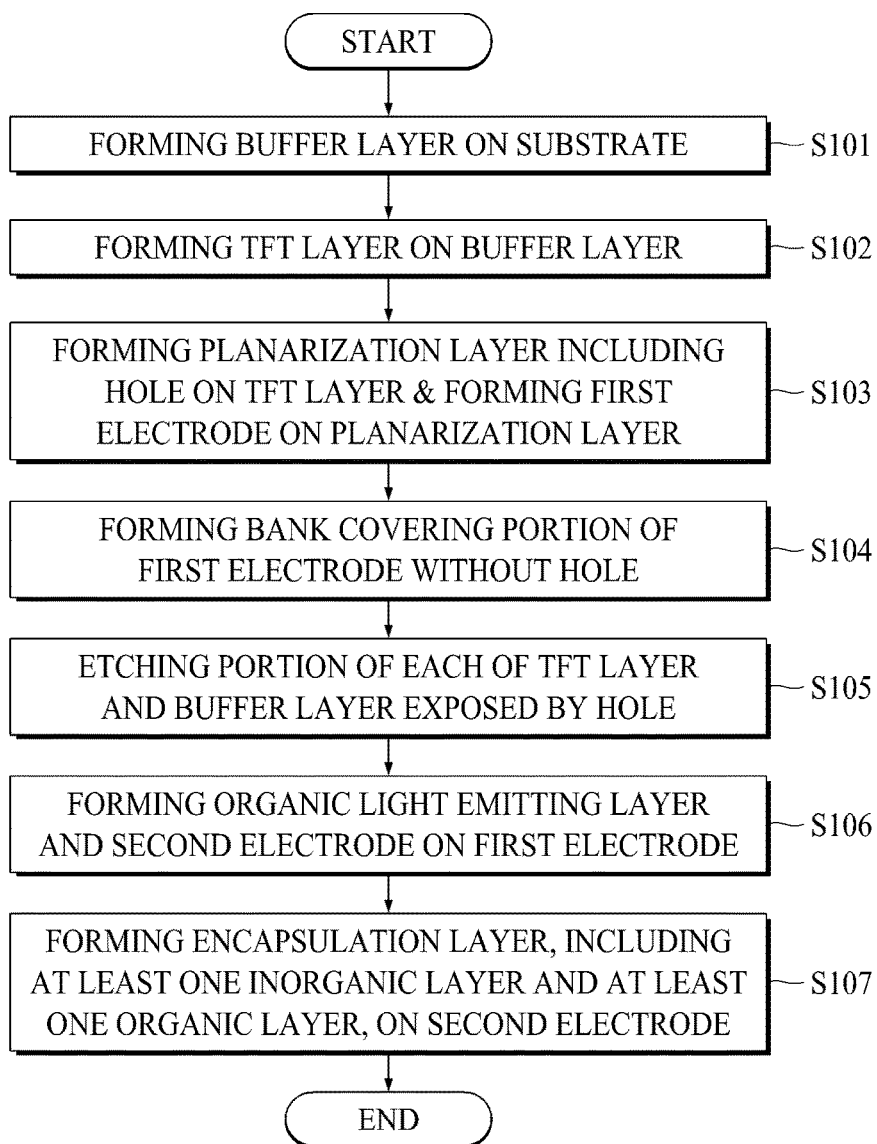 START
FORMING BUFFER LAYER ON SUBSTRATE
S101
FORMING TFT LAYER ON BUFFER LAYER
S102
FORMING PLANARIZATION LAYER INCLUDING
HOLE ON TFT LAYER & FORMING FIRST
ELECTRODE ON PLANARIZATION LAYER
S103
FORMING BANK COVERING PORTION OF
FIRST ELECTRODE WITHOUT HOLE
S104
ETCHING PORTION OF EACH OF TFT LAYER
AND BUFFER LAYER EXPOSED BY HOLE
S105
FORMING ORGANIC LIGHT EMITTING LAYER
AND SECOND ELECTRODE ON FIRST ELECTRODE
S106
FORMING ENCAPSULATION LAYER, INCLUDING
AT LEAST ONE INORGANIC LAYER AND AT LEAST
ONE ORGANIC LAYER, ON SECOND ELECTRODE
S107
END